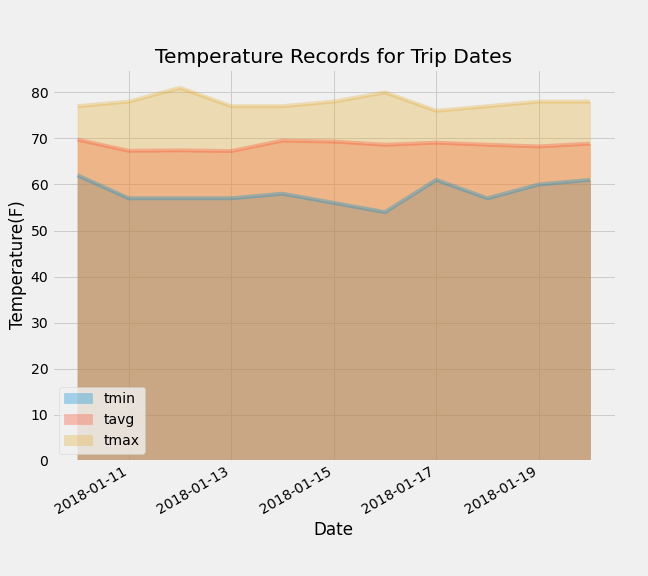 Temperature Records for Trip Dates
Temperature(F)
80
70
60
50
40
30
20
10
0
tmin
tavg
tmax
2018-01-11
2018-01-13
2018-01-15
2018-01-17
2018-01-19
Date